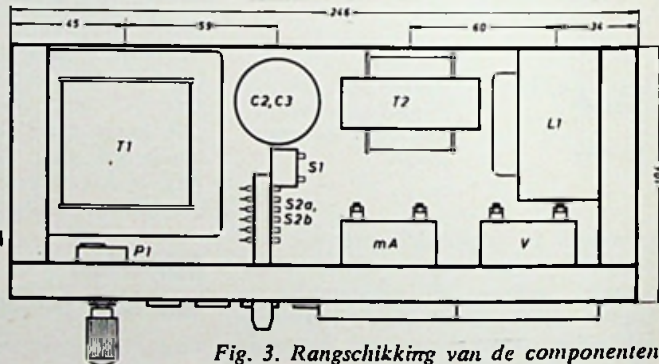 246
45 59 60 34
C2,C3
T2
T1
L1
S1
S2a,
S2b
P1
mA
V
Fig. 3. Rangschikking van de componenten